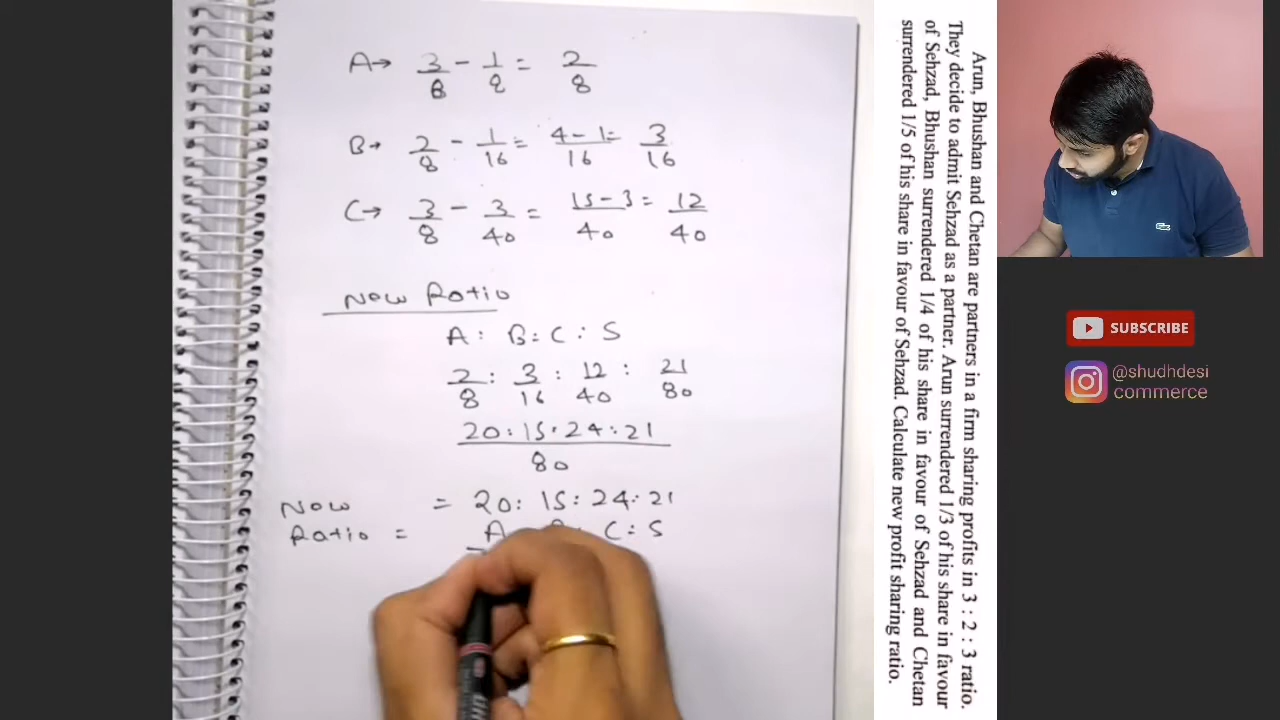 A→ 3/8 - 1/8 = 2/8
B→ 2/8 - 1/16 = 4-1/16 = 3/16
C→ 3/8 - 3/40 = 15-3/40 = 12/40
New Ratio
A : B : C : S
2/8 : 3/16 : 12/40 : 21/80
20:15:24:21/80
New = 20:15:24:21
Ratio = A C:S
Arun, Bhushan and Chetan are partners in a firm sharing profits in 3 : 2 : 3 ratio.
They decide to admit Sehzad as a partner. Arun surrendered 1/3 of his share in favour
of Sehzad, Bhushan surrendered 1/4 of his share in favour of Sehzad and Chetan
surrendered 1/5 of his share in favour of Sehzad. Calculate new profit sharing ratio.
SUBSCRIBE
@shudhdesi
commerce